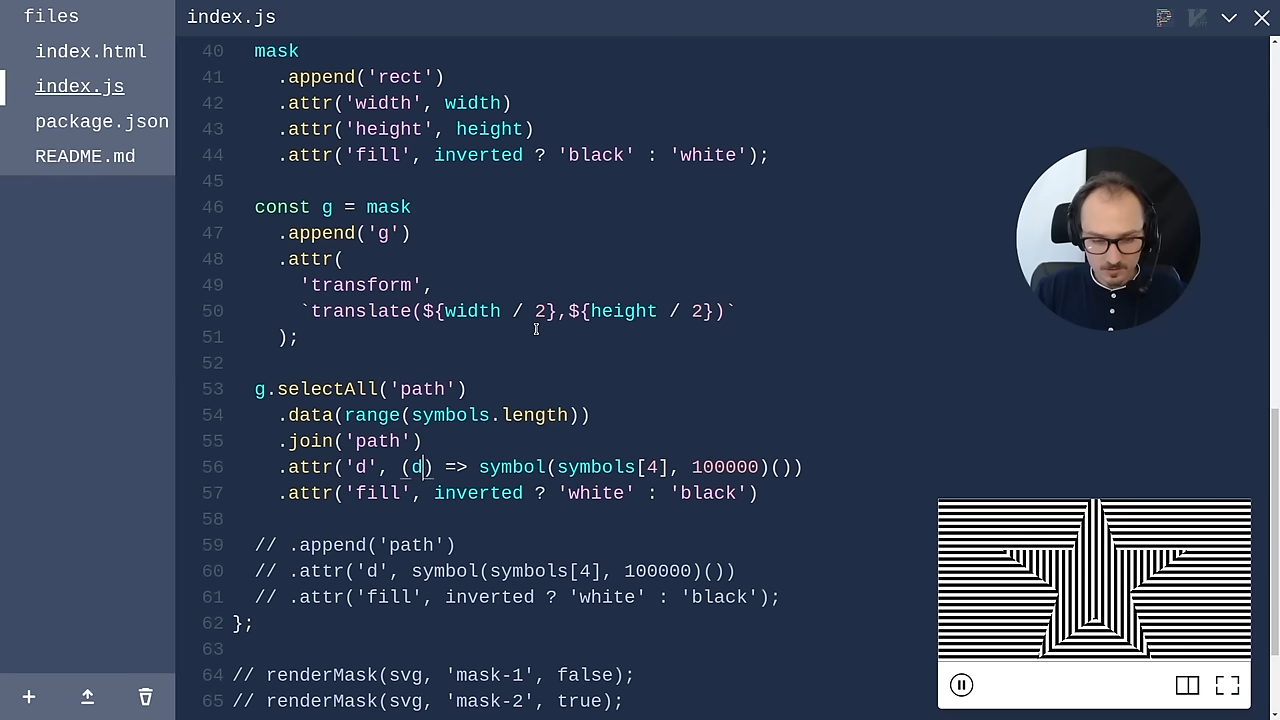 files
index.html
index.js
package.json
README.md
index.js
40 mask
41 .append('rect')
42 .attr('width', width)
43 .attr('height', height)
44 .attr('fill', inverted ? 'black' : 'white');
45
46 const g = mask
47 .append('g')
48 .attr(
49 'transform',
50 `translate(${width / 2},${height / 2})`
51 );
52
53 g.selectAll('path')
54 .data(range(symbols.length))
55 .join('path')
56 .attr('d', (d) => symbol(symbols[4], 100000)())
57 .attr('fill', inverted ? 'white' : 'black')
58
59 // .append('path')
60 // .attr('d', symbol(symbols[4], 100000)())
61 // .attr('fill', inverted ? 'white' : 'black');
62 };
63
64 // renderMask(svg, 'mask-1', false);
65 // renderMask(svg, 'mask-2', true);